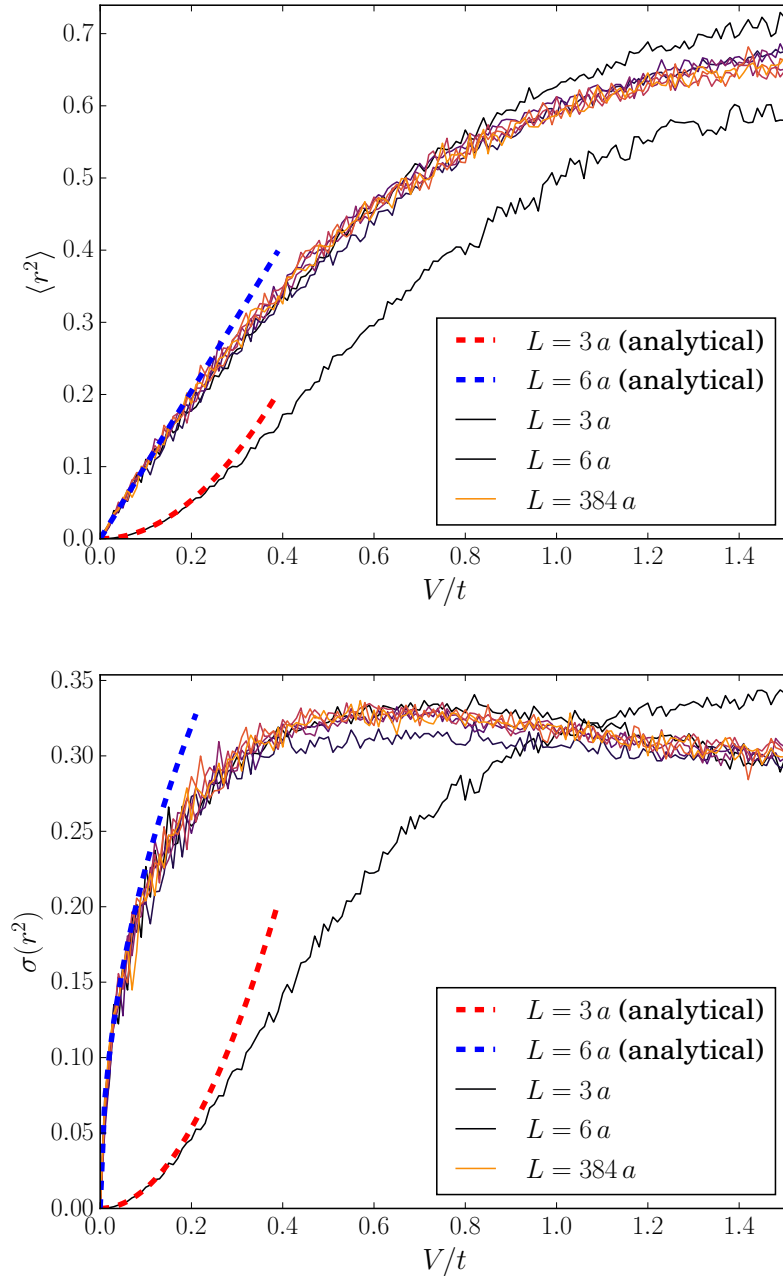 0.7
0.6
0.5
0.4
0.3
0.2
0.1
0.0
⟨r²⟩
L = 3 a (analytical)
L = 6 a (analytical)
L = 3 a
L = 6 a
L = 384 a
0.0 0.2 0.4 0.6 0.8 1.0 1.2 1.4
V/t
0.35
0.30
0.25
0.20
0.15
0.10
0.05
0.00
σ(r²)
L = 3 a (analytical)
L = 6 a (analytical)
L = 3 a
L = 6 a
L = 384 a
0.0 0.2 0.4 0.6 0.8 1.0 1.2 1.4
V/t